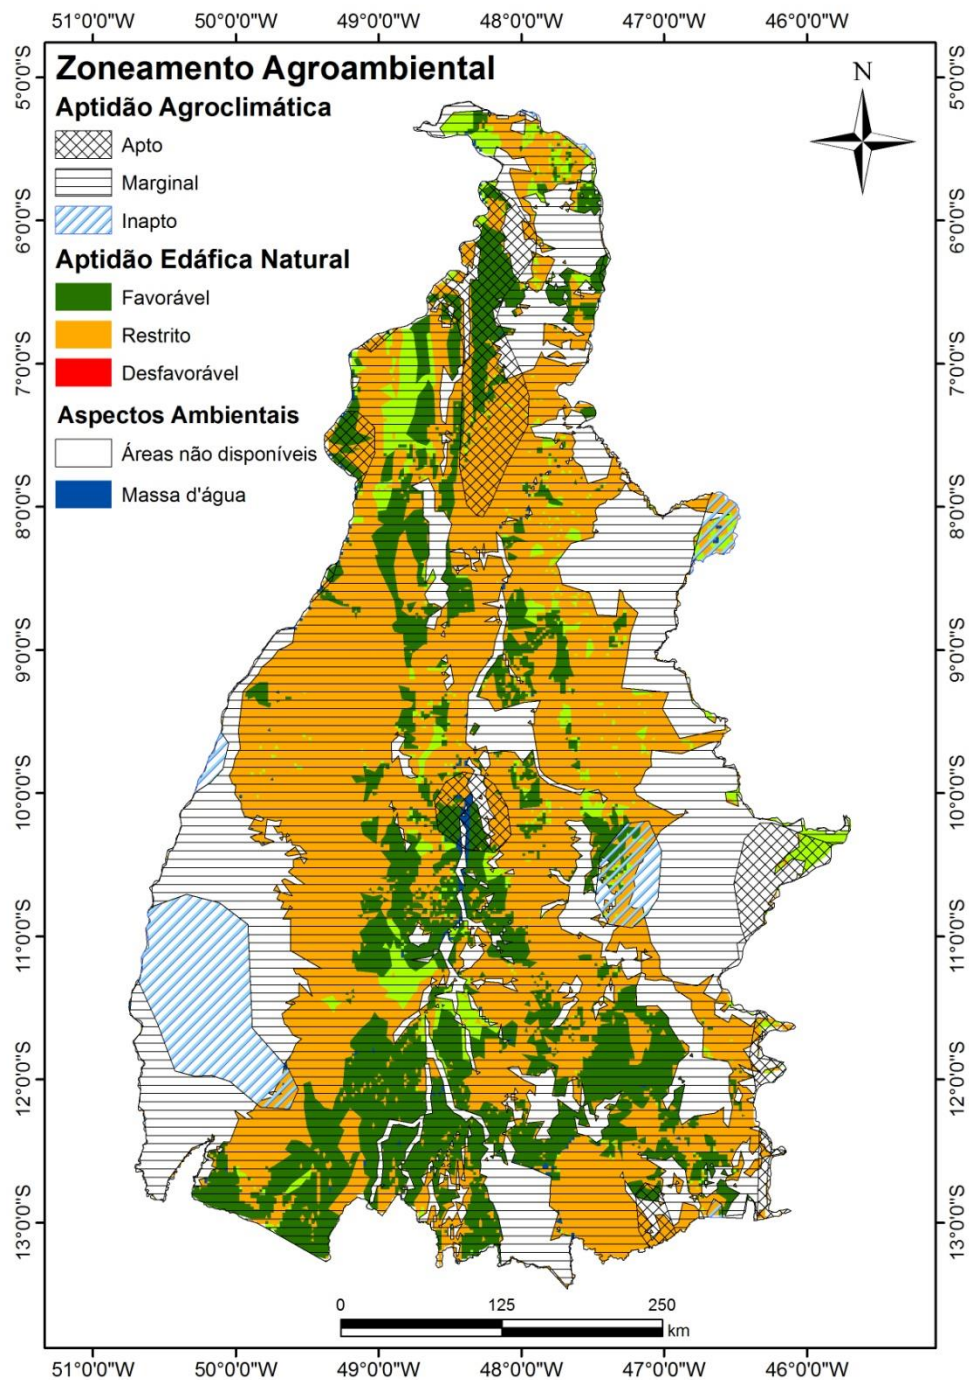 51°0'0"W 50°0'0"W 49°0'0"W 48°0'0"W 47°0'0"W 46°0'0"W
Zoneamento Agroambiental
Aptidão Agroclimática
Apto
Marginal
Inapto
Aptidão Edáfica Natural
Favorável
Restrito
Desfavorável
Aspectos Ambientais
Áreas não disponíveis
Massa d'água
N
5°0'0"S
6°0'0"S
7°0'0"S
8°0'0"S
9°0'0"S
10°0'0"S
11°0'0"S
12°0'0"S
13°0'0"S
5°0'0"S
6°0'0"S
7°0'0"S
8°0'0"S
9°0'0"S
10°0'0"S
11°0'0"S
12°0'0"S
13°0'0"S
0 125 250
km
51°0'0"W 50°0'0"W 49°0'0"W 48°0'0"W 47°0'0"W 46°0'0"W